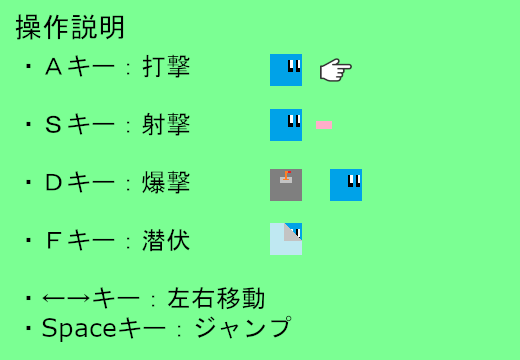 操作説明
・Aキー：打撃
・Sキー：射撃
・Dキー：爆撃
・Fキー：潜伏
・←→キー：左右移動
・Spaceキー：ジャンプ